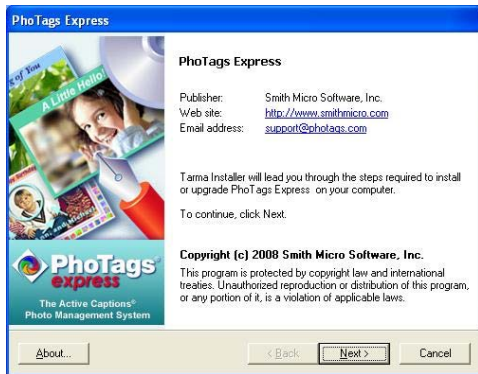 PhoTags Express
g of You
A Little Hello!
PhoTags
express
The Active Captions®
Photo Management System
PhoTags Express
Publisher: Smith Micro Software, Inc.
Web site: http://www.smithmicro.com
Email address: support@photags.com
Tarma Installer will lead you through the steps required to install
or upgrade PhoTags Express on your computer.
To continue, click Next.
Copyright (c) 2008 Smith Micro Software, Inc.
This program is protected by copyright law and international
treaties. Unauthorized reproduction or distribution of this program,
or any portion of it, is a violation of applicable laws.
About...
< Back
Next >
Cancel